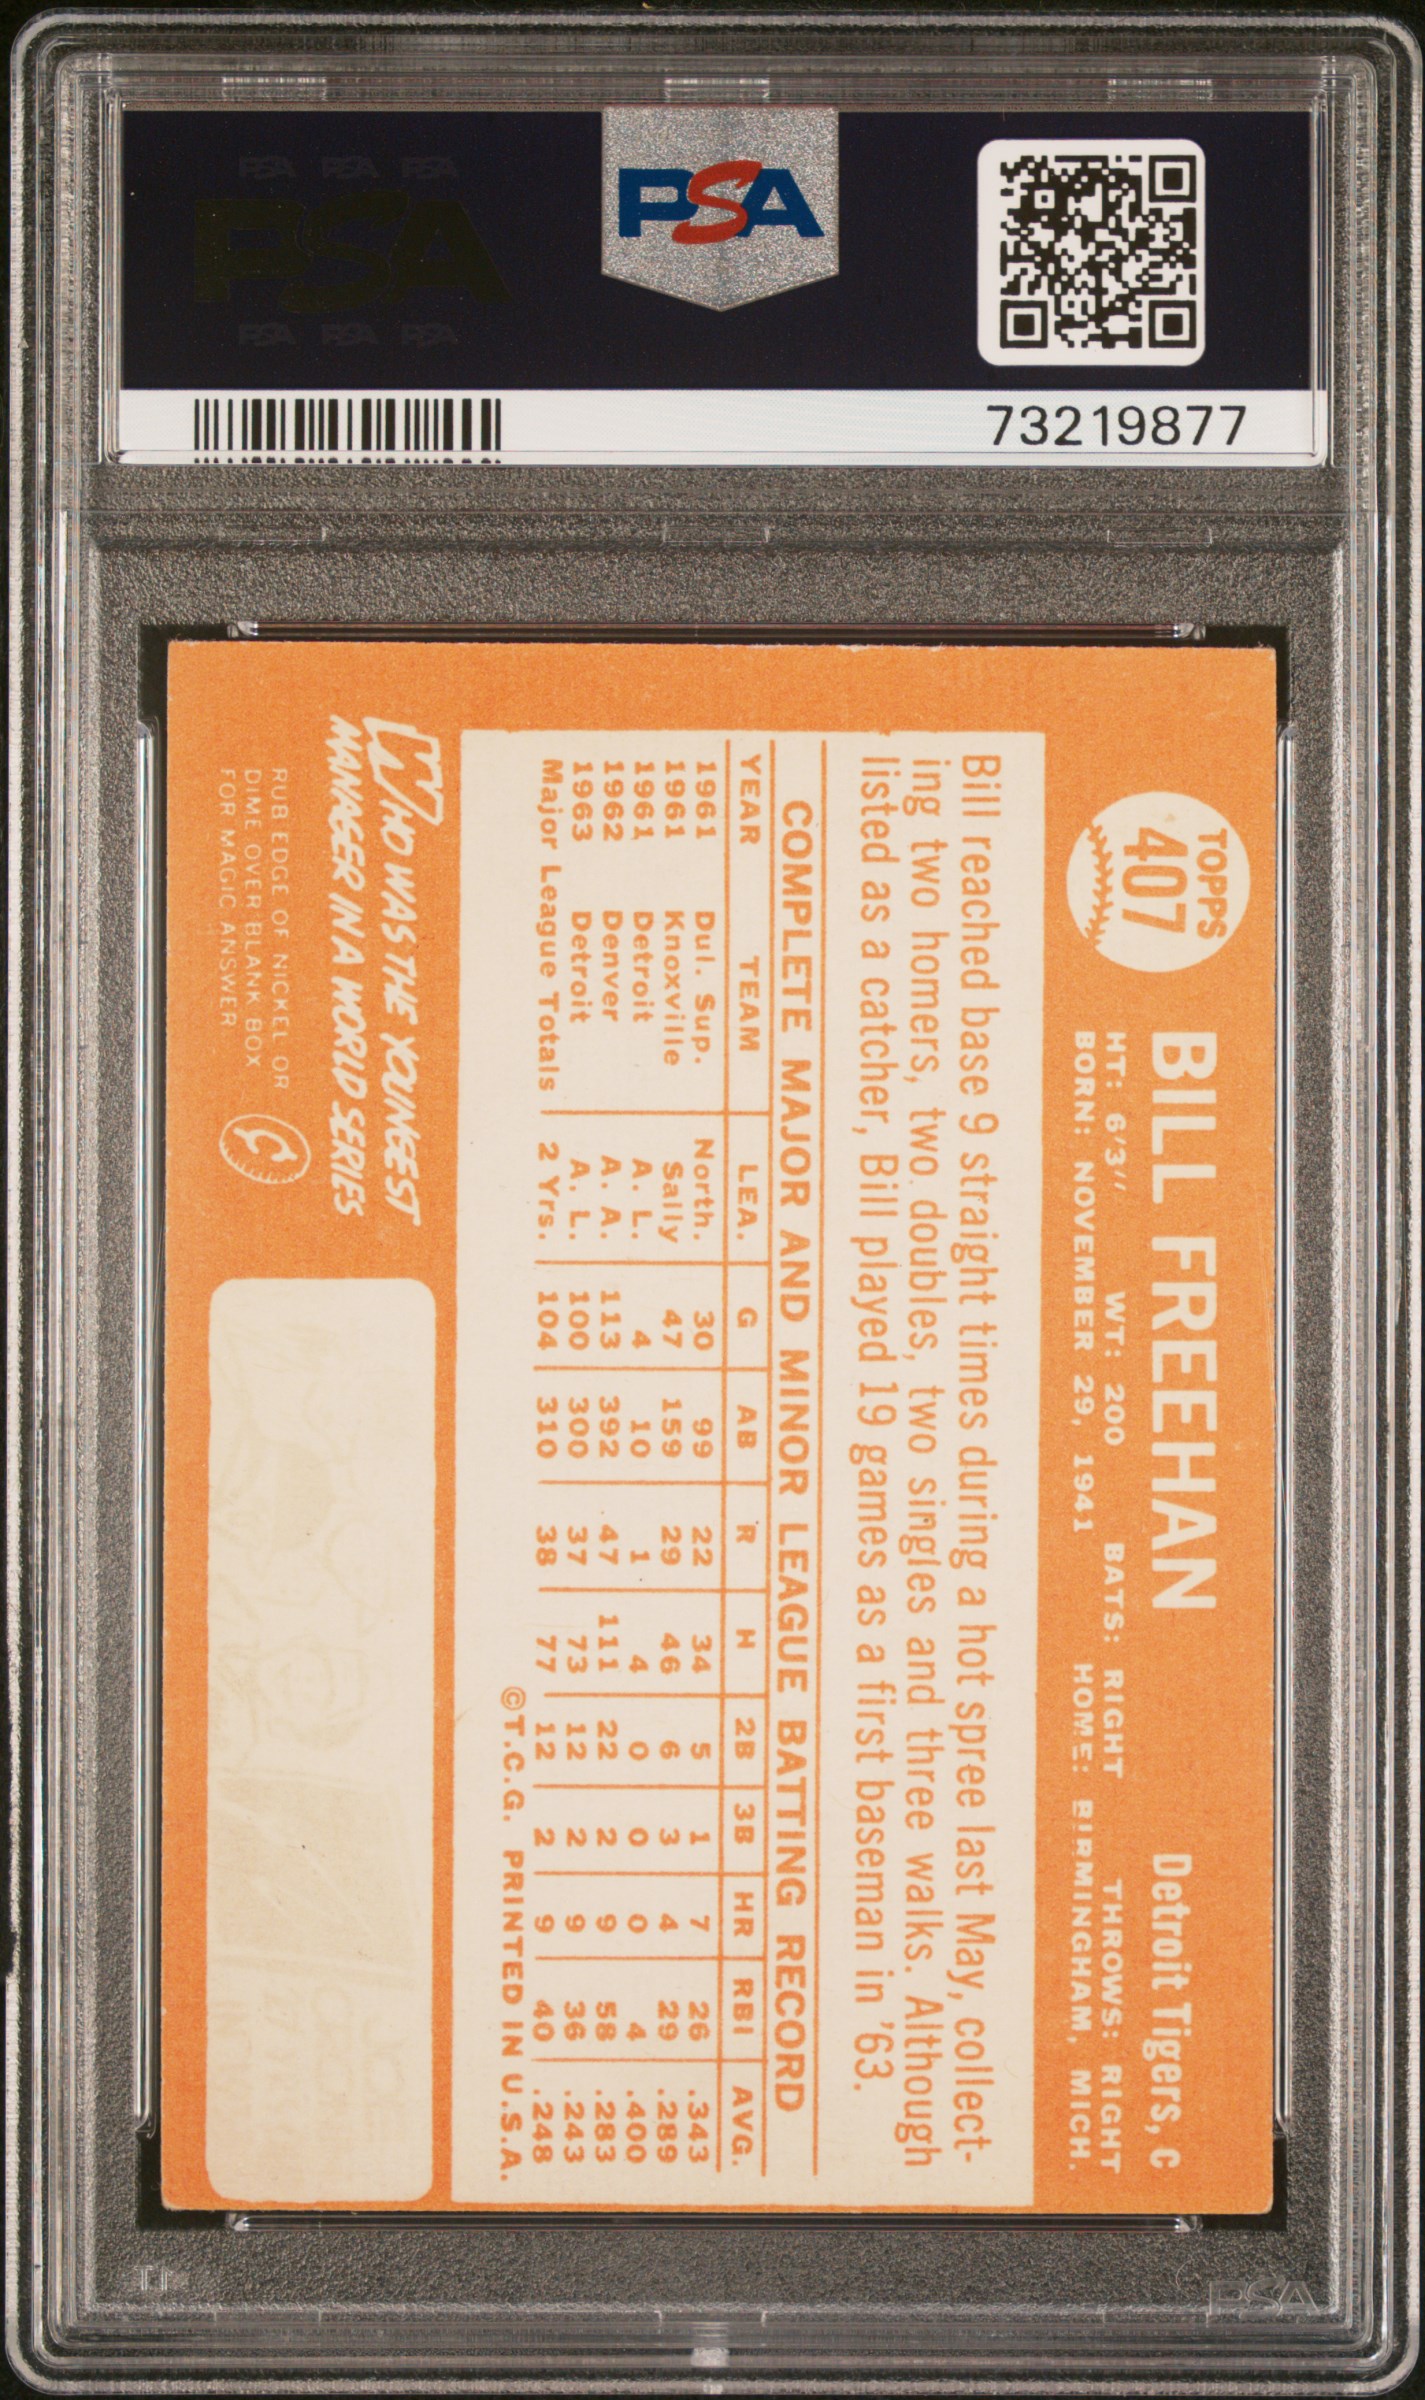 PSA
PSA PSA PSA
PSA
PSA PSA PSA
73219877
TOPPS
407
BILL FREEHAN
Detroit Tigers, C
HT: 6'3" WT: 200 BATS: RIGHT THROWS: RIGHT
BORN: NOVEMBER 29, 1941 HOME: BIRMINGHAM, MICH.
Bill reached base 9 straight times during a hot spree last May, collect-
ing two homers, two doubles, two singles and three walks. Although
listed as a catcher, Bill played 19 games as a first baseman in '63.
COMPLETE MAJOR AND MINOR LEAGUE BATTING RECORD
YEAR TEAM LEA. G AB R H 2B 3B HR RBI AVG.
1961 Dul. Sup. North. 30 99 22 34 5 1 7 26 .343
1961 Knoxville Sally 47 159 29 46 6 3 4 29 .289
1961 Detroit A. L. 4 10 1 4 0 0 0 4 .400
1962 Denver A. A. 113 392 47 111 22 2 9 58 .283
1963 Detroit A. L. 100 300 37 73 12 2 9 36 .243
Major League Totals 2 Yrs. 104 310 38 77 12 2 9 40 .248
©T.C.G. PRINTED IN U.S.A.
WHO WAS THE YOUNGEST
MANAGER IN A WORLD SERIES
RUB EDGE OF NICKEL OR
DIME OVER BLANK BOX
FOR MAGIC ANSWER
PSA